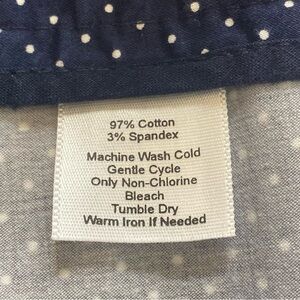 97% Cotton
3% Spandex
Machine Wash Cold
Gentle Cycle
Only Non-Chlorine
Bleach
Tumble Dry
Warm Iron If Needed